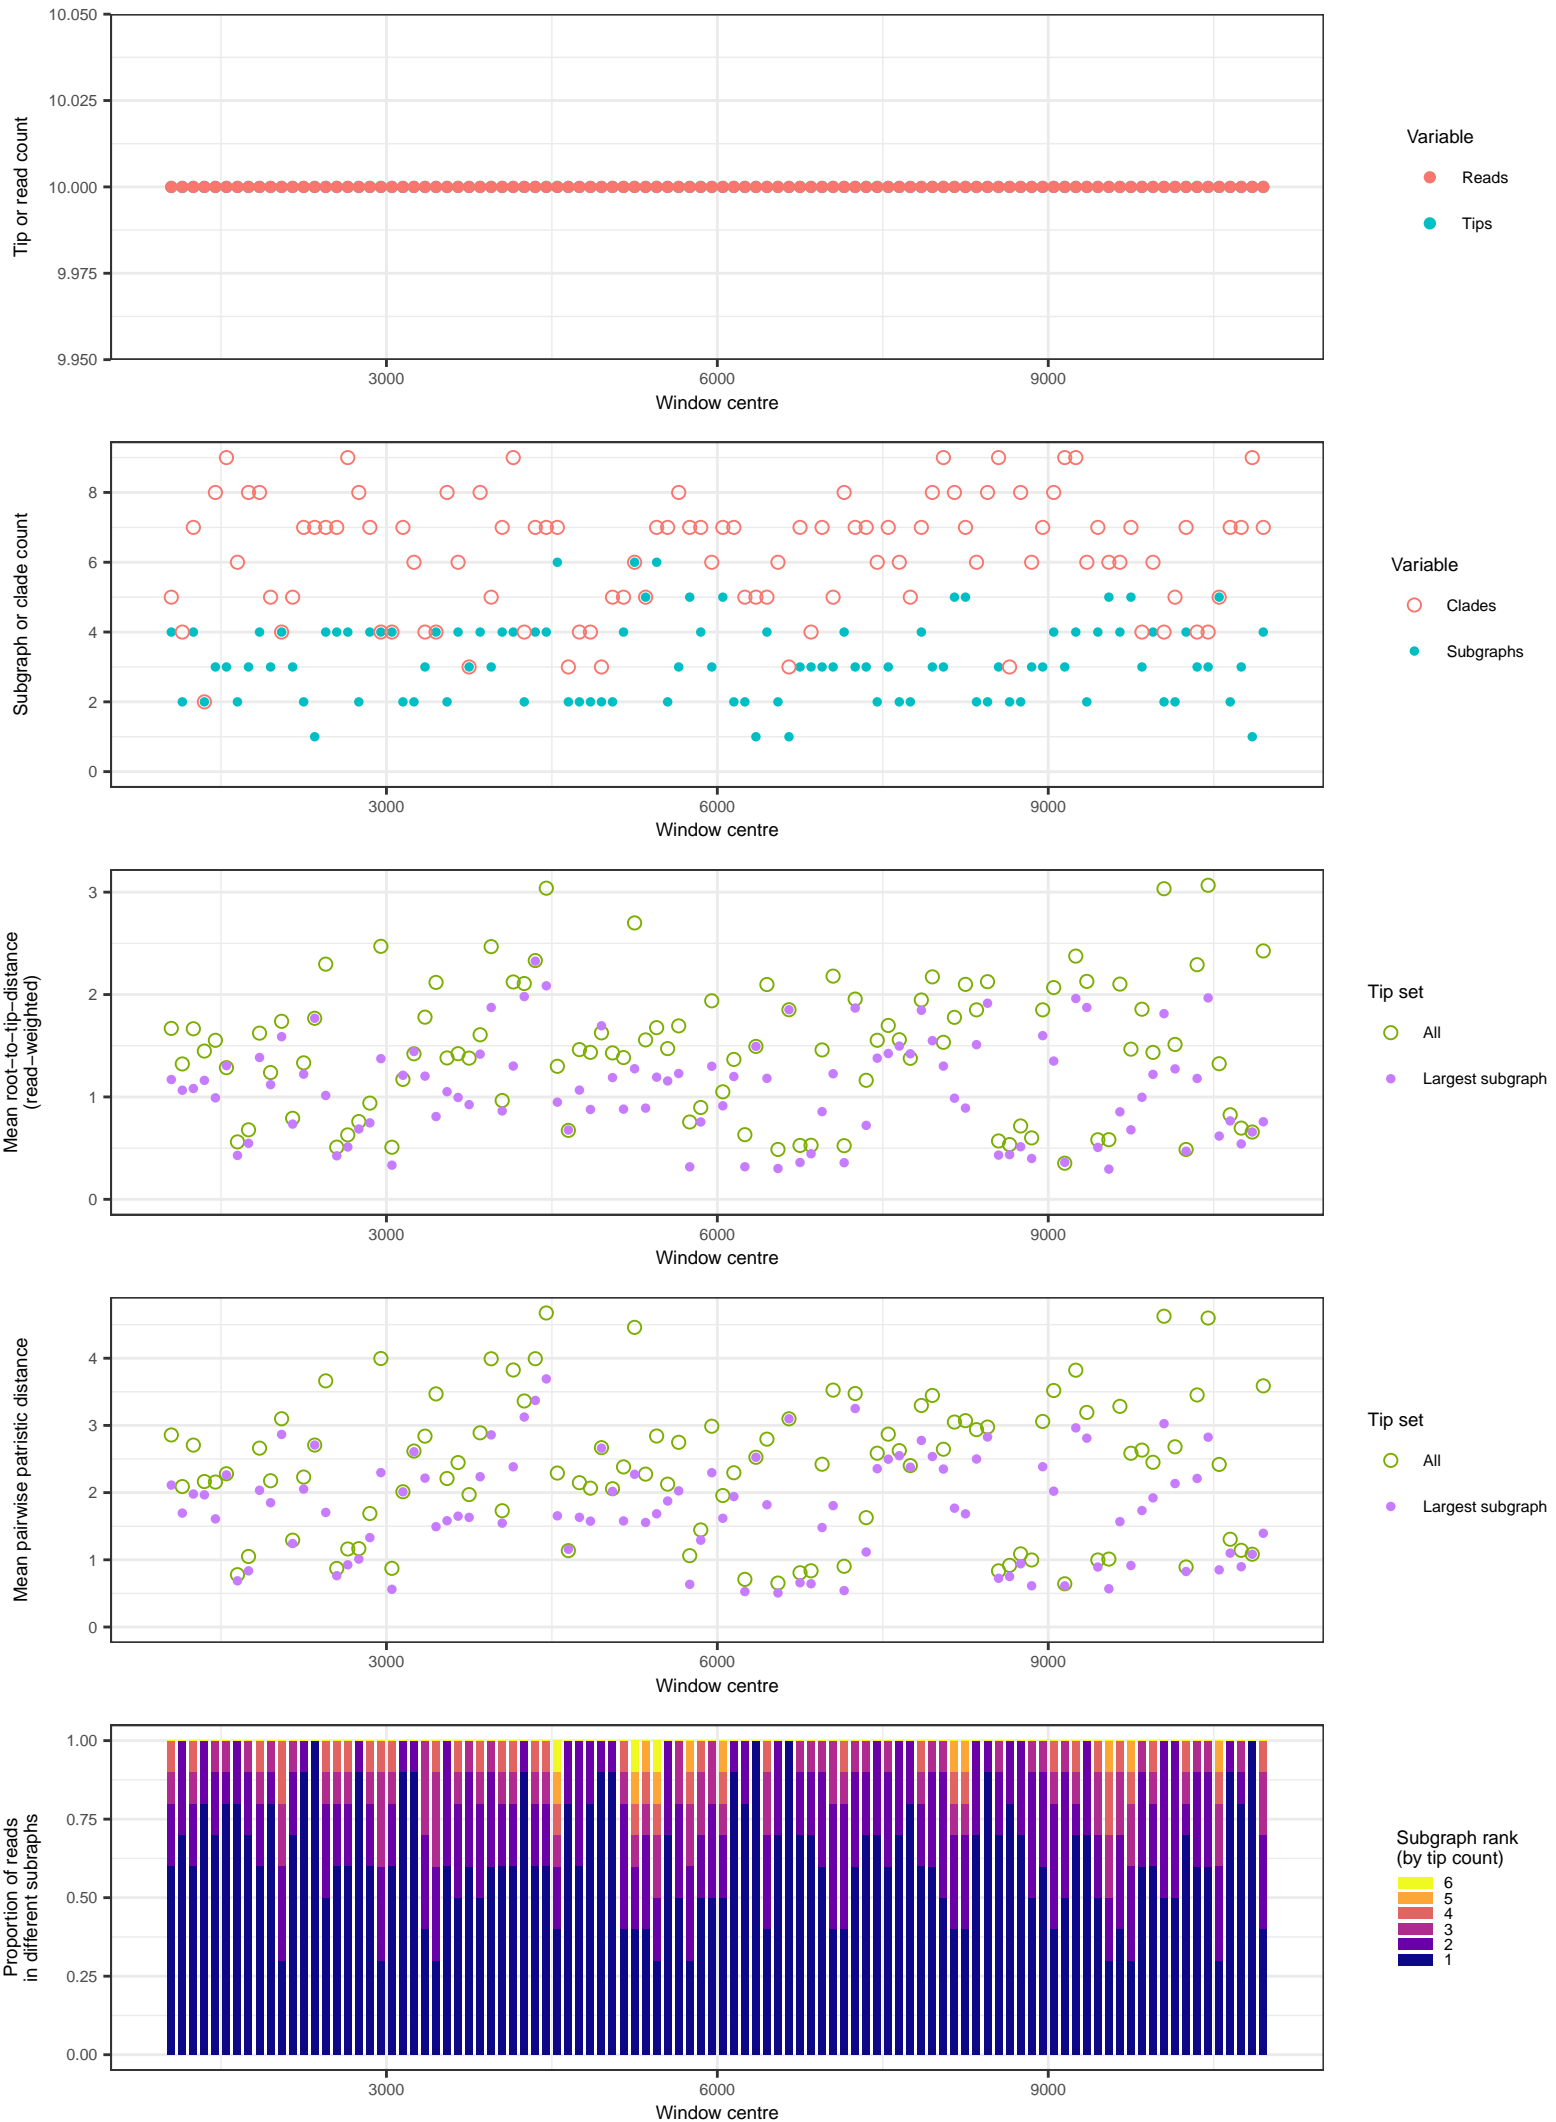 10.050
10.025
10.000
9.975
9.950
Tip or read count
3000 6000 9000
Window centre
Variable
Reads
Tips
8
6
4
2
0
Subgraph or clade count
3000 6000 9000
Window centre
Variable
Clades
Subgraphs
3
2
1
0
Mean root−to−tip−distance
(read−weighted)
3000 6000 9000
Window centre
Tip set
All
Largest subgraph
4
3
2
1
0
Mean pairwise patristic distance
3000 6000 9000
Window centre
Tip set
All
Largest subgraph
1.00
0.75
0.50
0.25
0.00
Proportion of reads
in different subraphs
3000 6000 9000
Window centre
Subgraph rank
(by tip count)
6
5
4
3
2
1